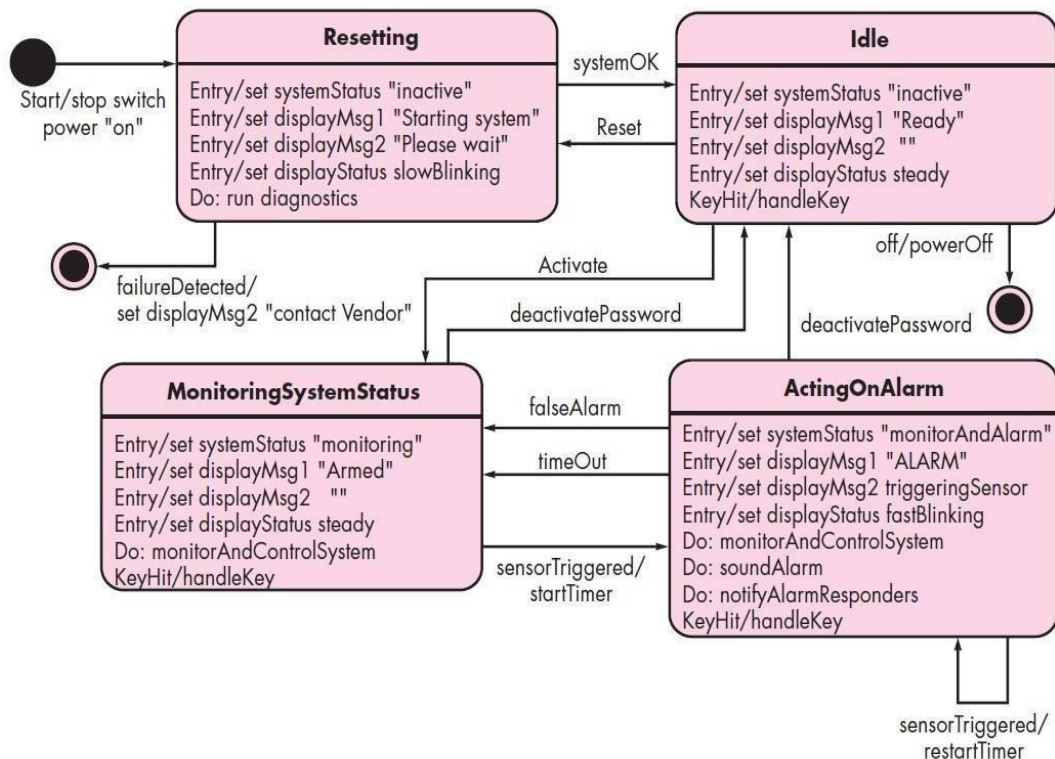 Resetting
Entry/set systemStatus "inactive"
Entry/set displayMsg1 "Starting system"
Entry/set displayMsg2 "Please wait"
Entry/set displayStatus slowBlinking
Do: run diagnostics
Start/stop switch
power "on"
systemOK
Reset
Idle
Entry/set systemStatus "inactive"
Entry/set displayMsg1 "Ready"
Entry/set displayMsg2 ""
Entry/set displayStatus steady
KeyHit/handleKey
failureDetected/
set displayMsg2 "contact Vendor"
Activate
deactivatePassword
off/powerOff
deactivatePassword
MonitoringSystemStatus
Entry/set systemStatus "monitoring"
Entry/set displayMsg1 "Armed"
Entry/set displayMsg2 ""
Entry/set displayStatus steady
Do: monitorAndControlSystem
KeyHit/handleKey
falseAlarm
timeOut
sensorTriggered/
startTimer
ActingOnAlarm
Entry/set systemStatus "monitorAndAlarm"
Entry/set displayMsg1 "ALARM"
Entry/set displayMsg2 triggeringSensor
Entry/set displayStatus fastBlinking
Do: monitorAndControlSystem
Do: soundAlarm
Do: notifyAlarmResponders
KeyHit/handleKey
sensorTriggered/
restartTimer